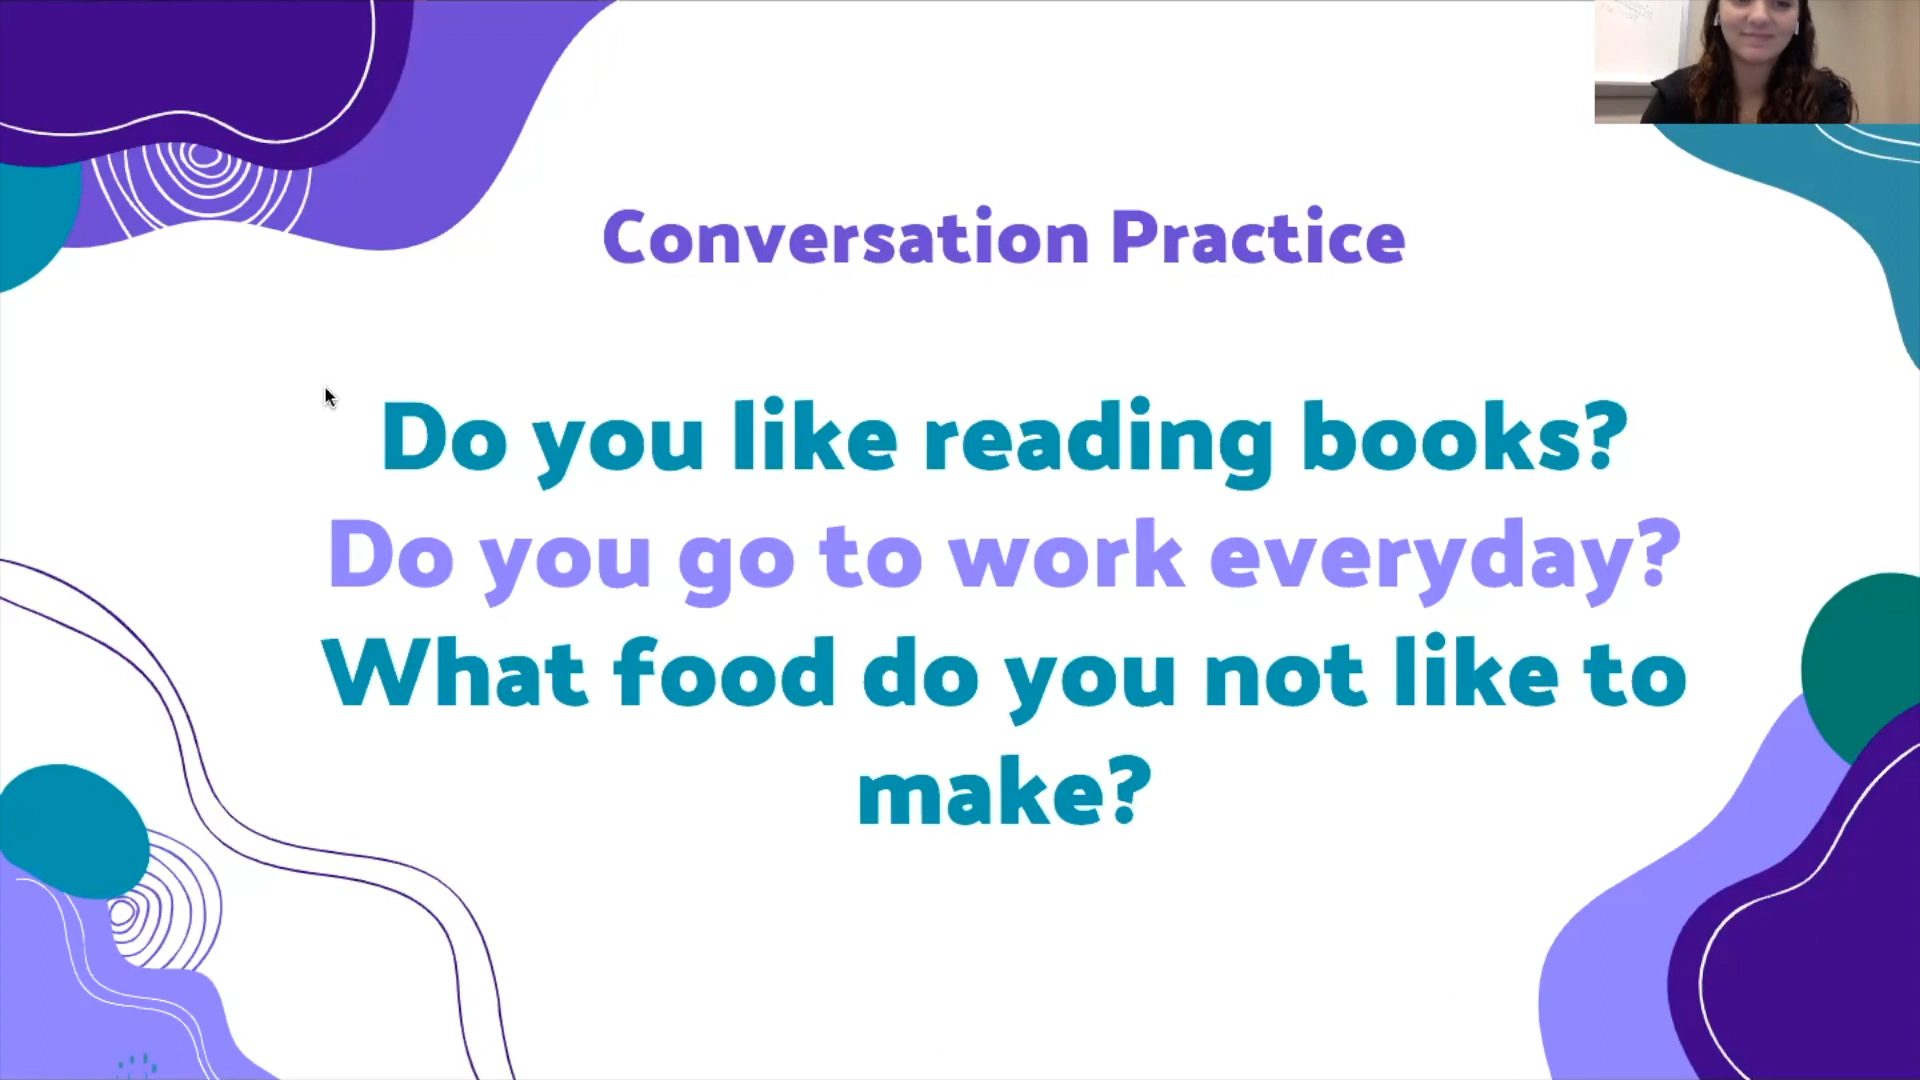 Conversation Practice
Do you like reading books?
Do you go to work everyday?
What food do you not like to
make?